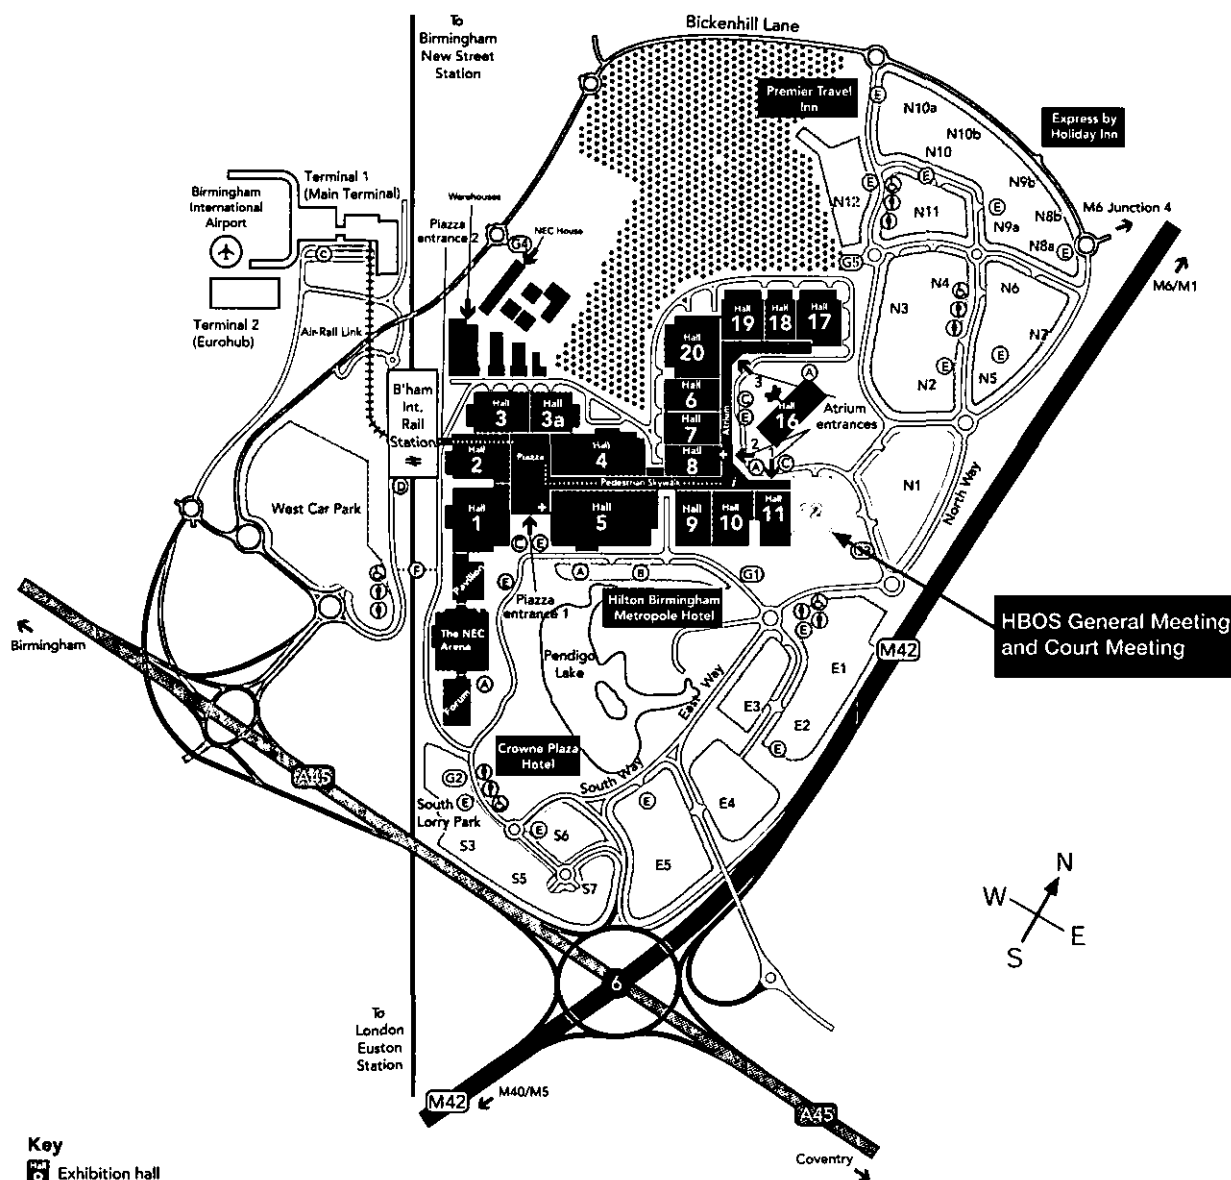 To
Birmingham
New Street
Station
Bickenhill Lane
Premier Travel
Inn
Express by
Holiday Inn
N10a
N10b
N10
N9b
N8b
N9a
N8a
N12
N11
M6 Junction 4
M6/M1
Terminal 1
(Main Terminal)
Birmingham
International
Airport
Terminal 2
(Eurohub)
Air-Rail Link
Warehouses
Piazza
entrance 2
NEC House
G4
G5
N3
N4
N6
N7
N2
N5
N1
Hall
19
Hall
18
Hall
17
Hall
20
Hall
6
Hall
7
Hall
8
Atrium
Hall
16
3
2
Atrium
entrances
B'ham
Int.
Rail
Station
Hall
3
Hall
3a
Hall
2
Piazza
Hall
4
Pedestrian Skywalk
Hall
1
Hall
5
Hall
9
Hall
10
Hall
11
West Car Park
North Way
Pavilion
The NEC
Arena
Forum
Piazza
entrance 1
Hilton Birmingham
Metropole Hotel
G1
HBOS General Meeting
and Court Meeting
M42
Pendigo
Lake
East Way
E1
E2
E3
E4
E5
Crowne Plaza
Hotel
South Way
G2
South
Lorry Park
S3
S5
S6
S7
Birmingham
A45
6
N
W
E
S
To
London
Euston
Station
M42
M40/M5
A45
Coventry
Key
Exhibition hall